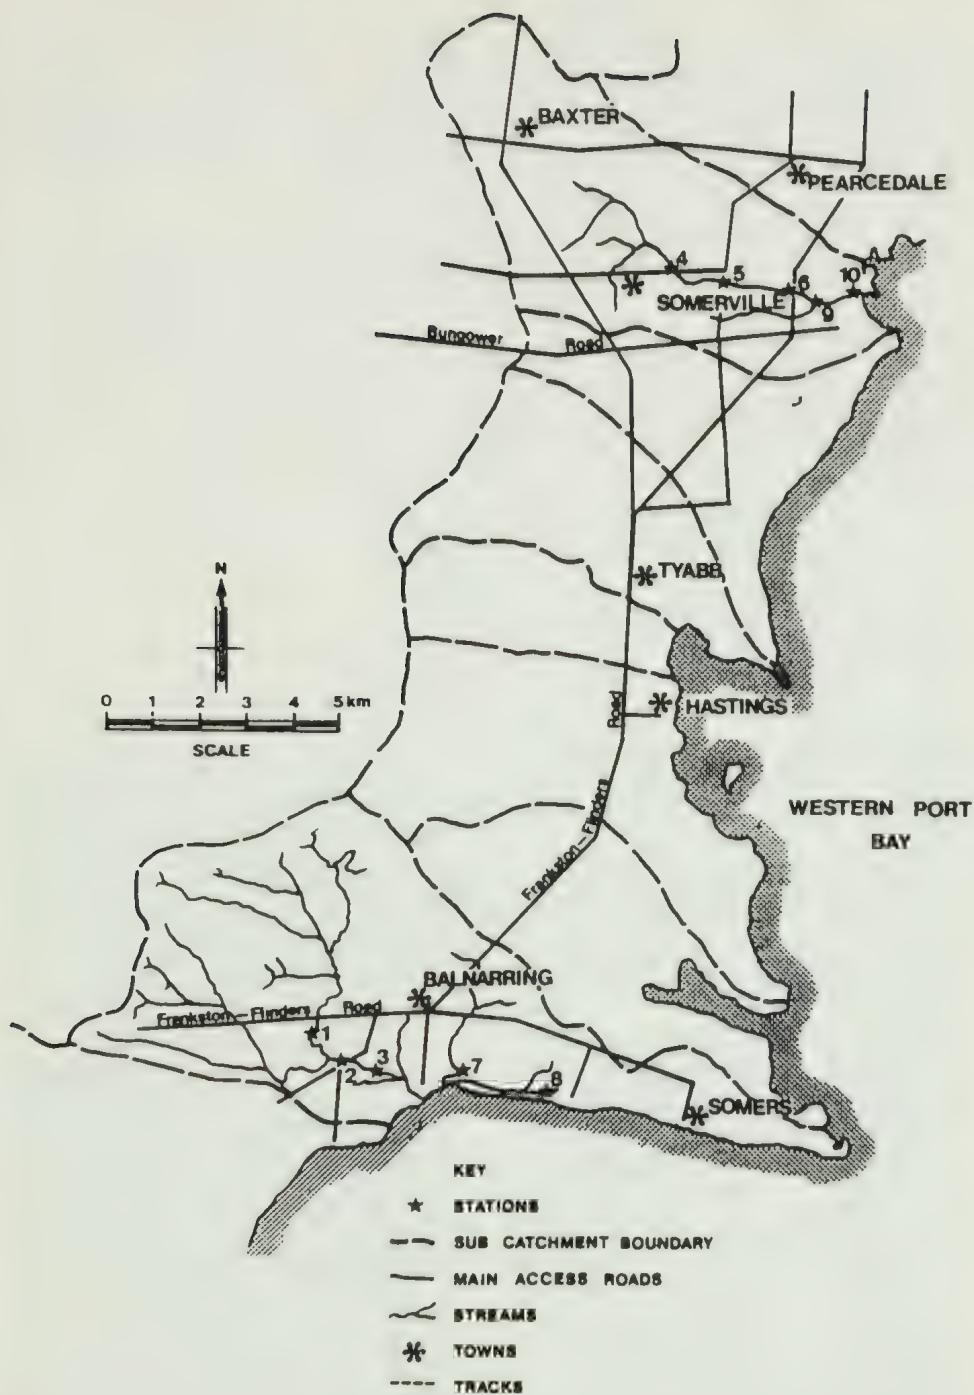 BAXTER
PEARCEDALE
4
5
6
10
9
SOMERVILLE
Bungower Road
TYABB
N
0 1 2 3 4 5 km
SCALE
Road
HASTINGS
WESTERN PORT
BAY
Frankston-Flinders
BALNARRING
Frankston-Flinders Road
1
2
3
7
8
SOMERS
KEY
STATIONS
SUB CATCHMENT BOUNDARY
MAIN ACCESS ROADS
STREAMS
TOWNS
TRACKS